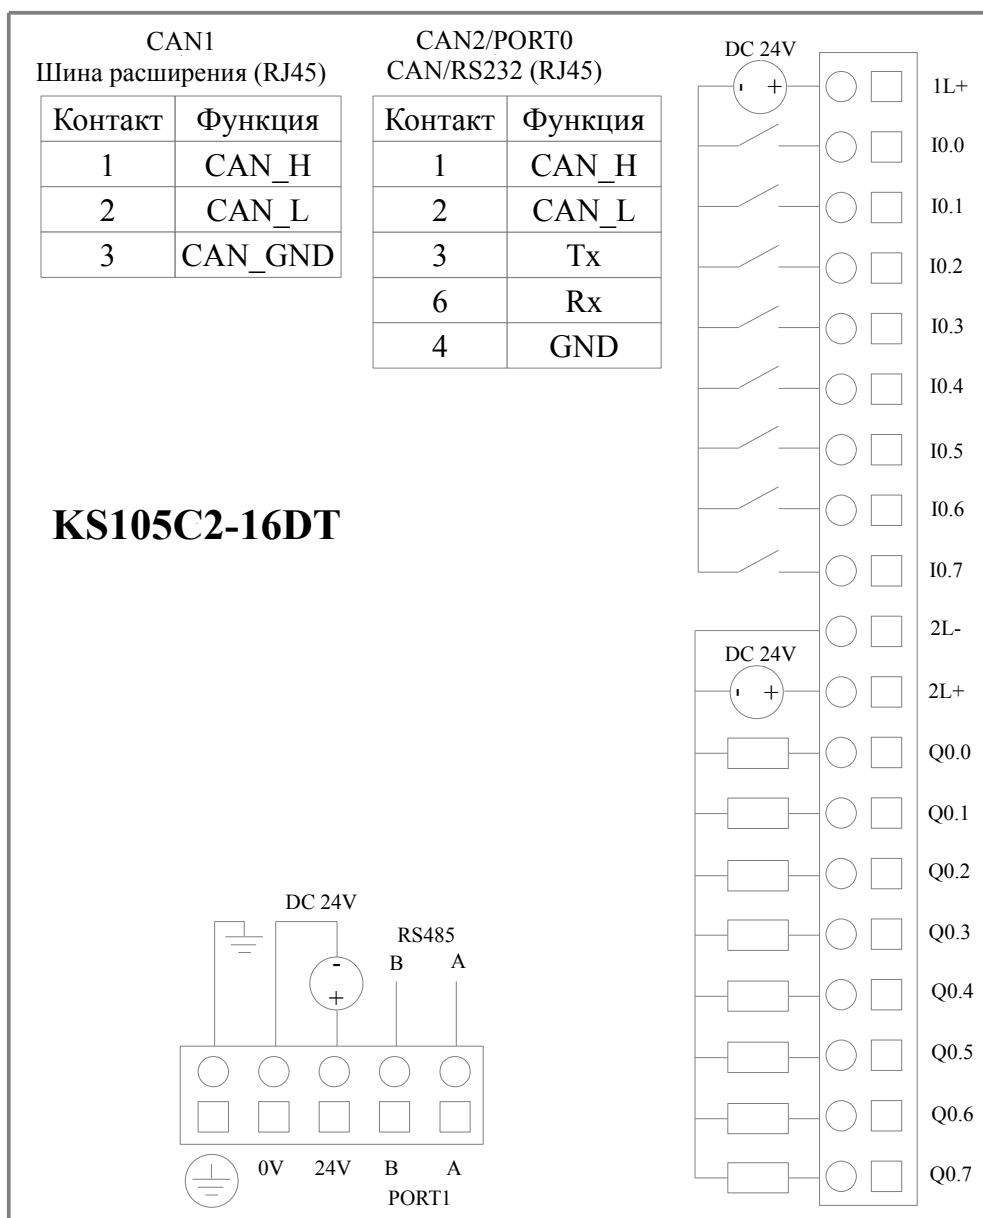 CAN1
Шина расширения (RJ45)
Контакт Функция
1 CAN_H
2 CAN_L
3 CAN_GND
CAN2/PORT0
CAN/RS232 (RJ45)
Контакт Функция
1 CAN_H
2 CAN_L
3 Tx
6 Rx
4 GND
KS105C2-16DT
DC 24V
- +
1L+
I0.0
I0.1
I0.2
I0.3
I0.4
I0.5
I0.6
I0.7
2L-
DC 24V
- +
2L+
Q0.0
Q0.1
Q0.2
Q0.3
Q0.4
Q0.5
Q0.6
Q0.7
DC 24V
-
+
RS485
B A
0V 24V B A
PORT1